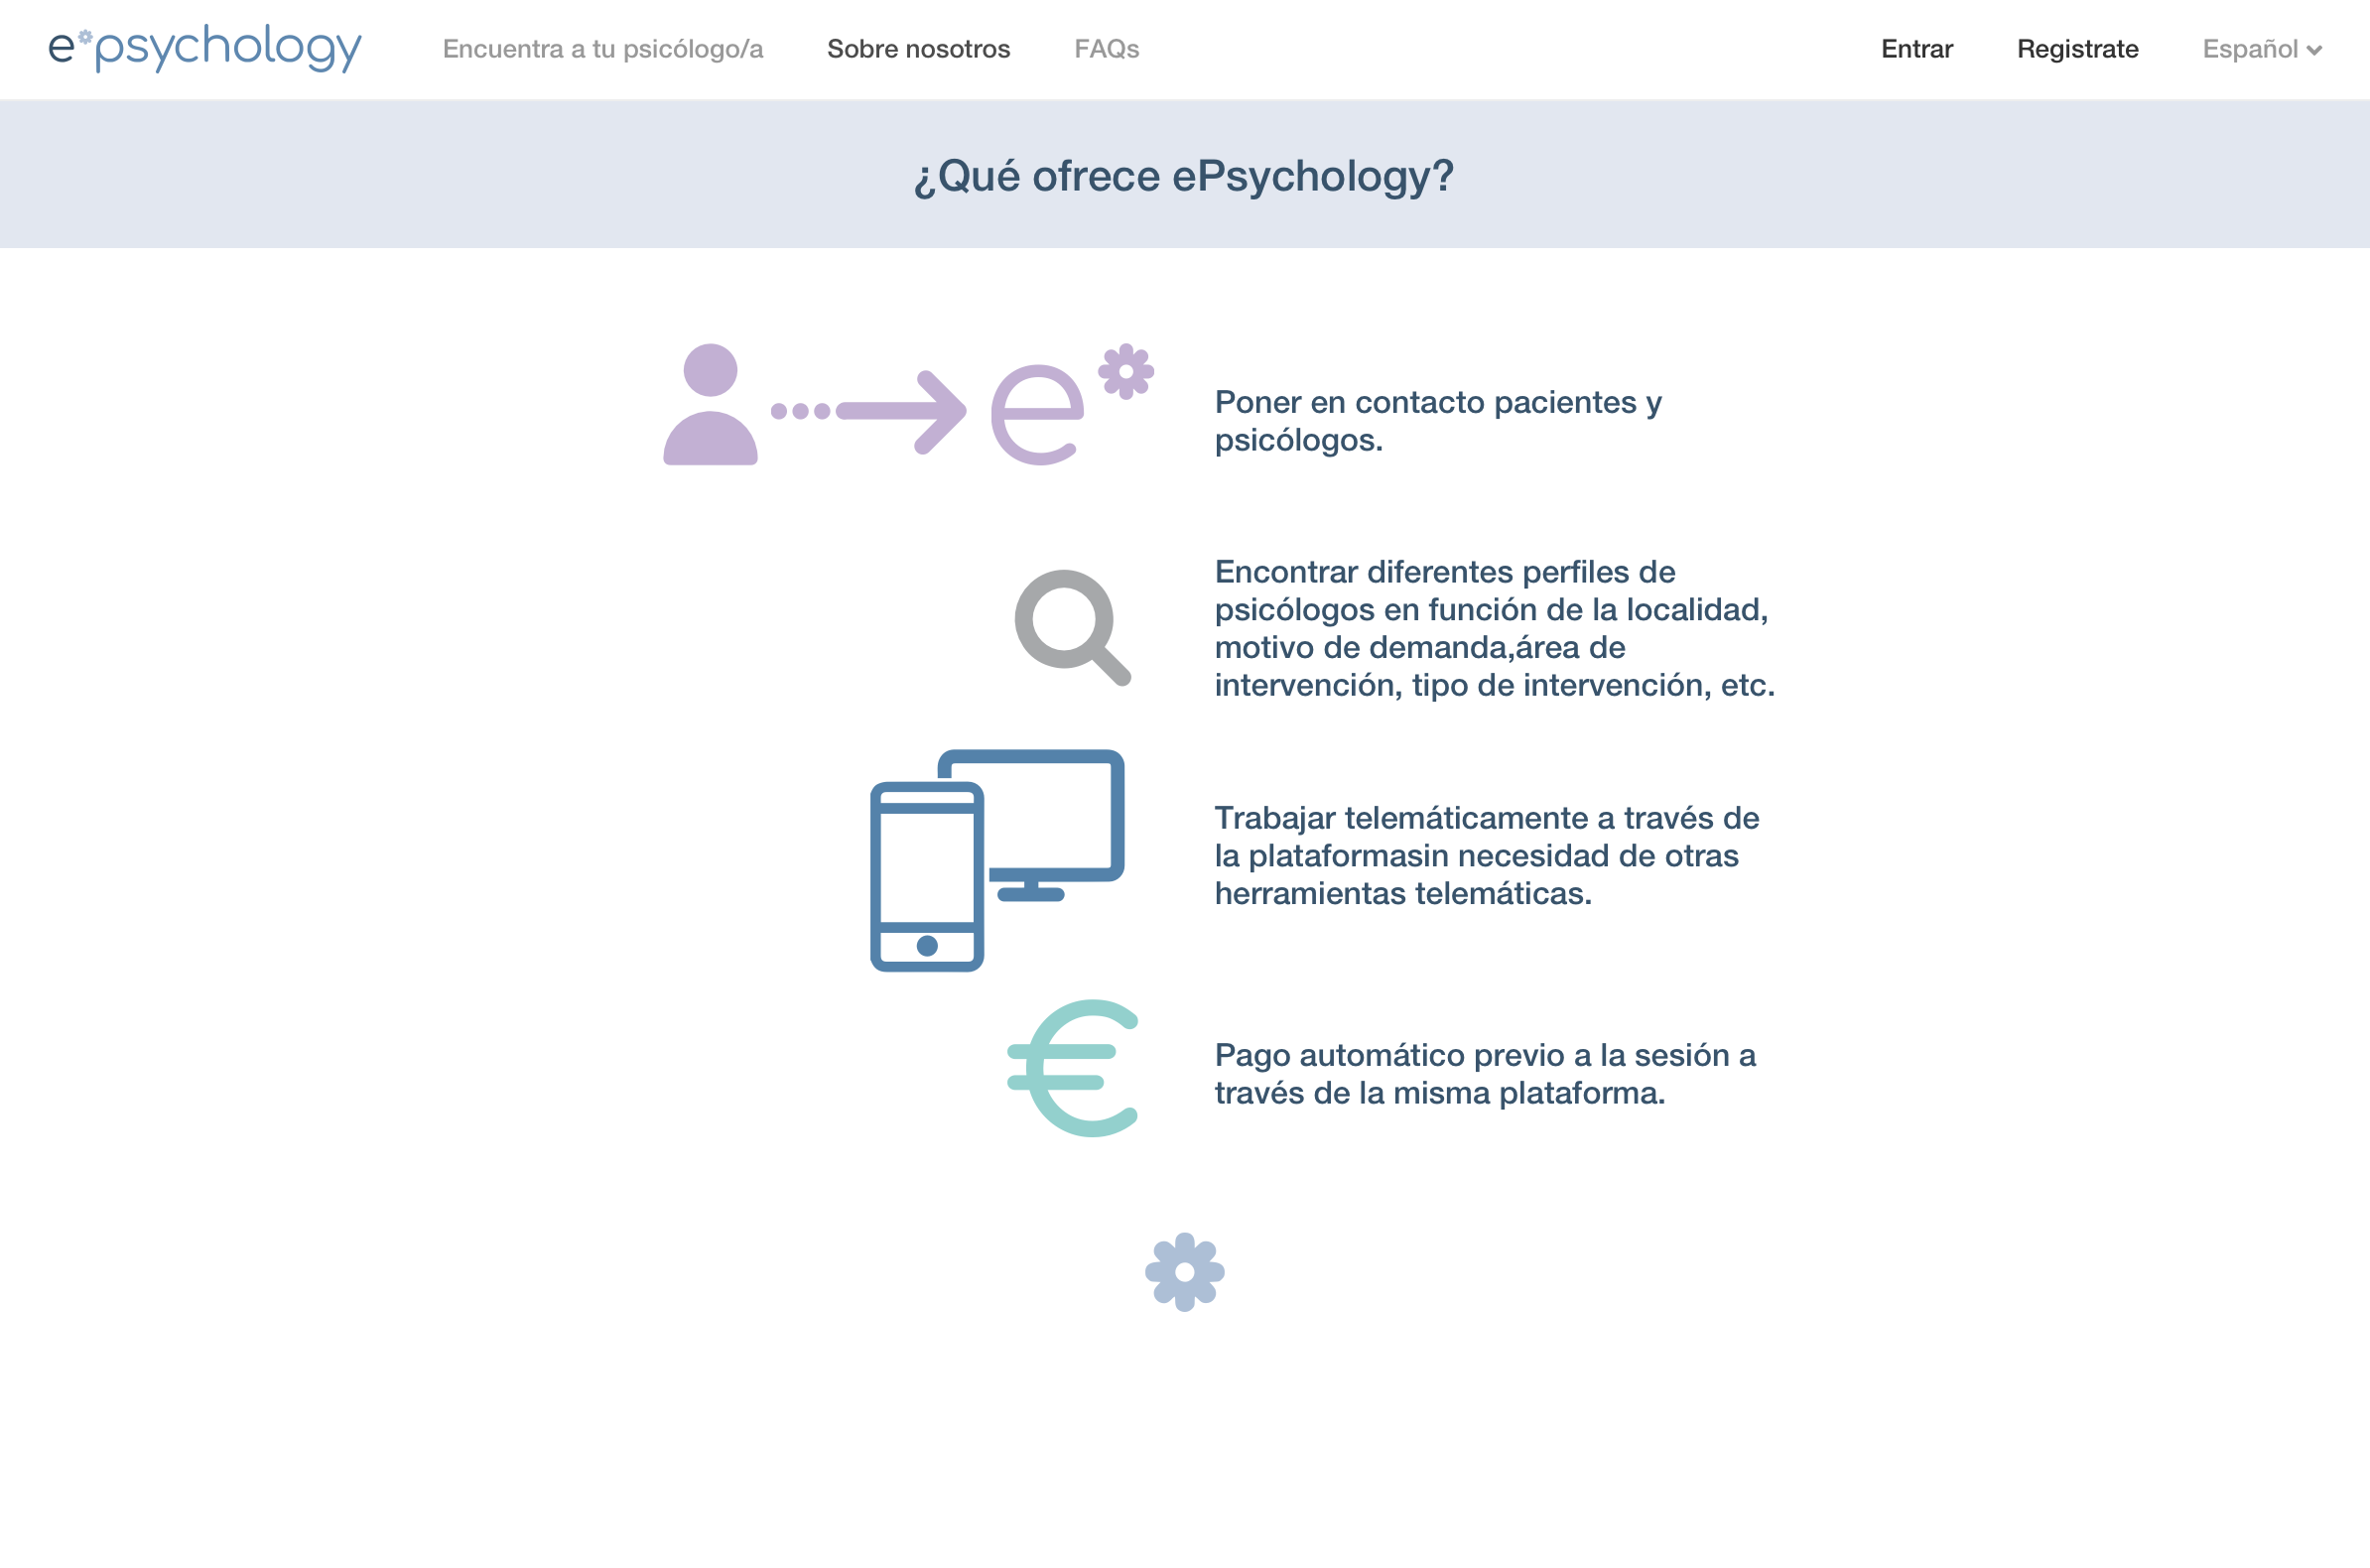 e*psychology
Encuentra a tu psicólogo/a
Sobre nosotros
FAQs
Entrar
Registrate
Español
¿Qué ofrece ePsychology?
e*
Poner en contacto pacientes y
psicólogos.
Encontrar diferentes perfiles de
psicólogos en función de la localidad,
motivo de demanda,área de
intervención, tipo de intervención, etc.
Trabajar telemáticamente a través de
la plataformasin necesidad de otras
herramientas telemáticas.
€
Pago automático previo a la sesión a
través de la misma plataforma.